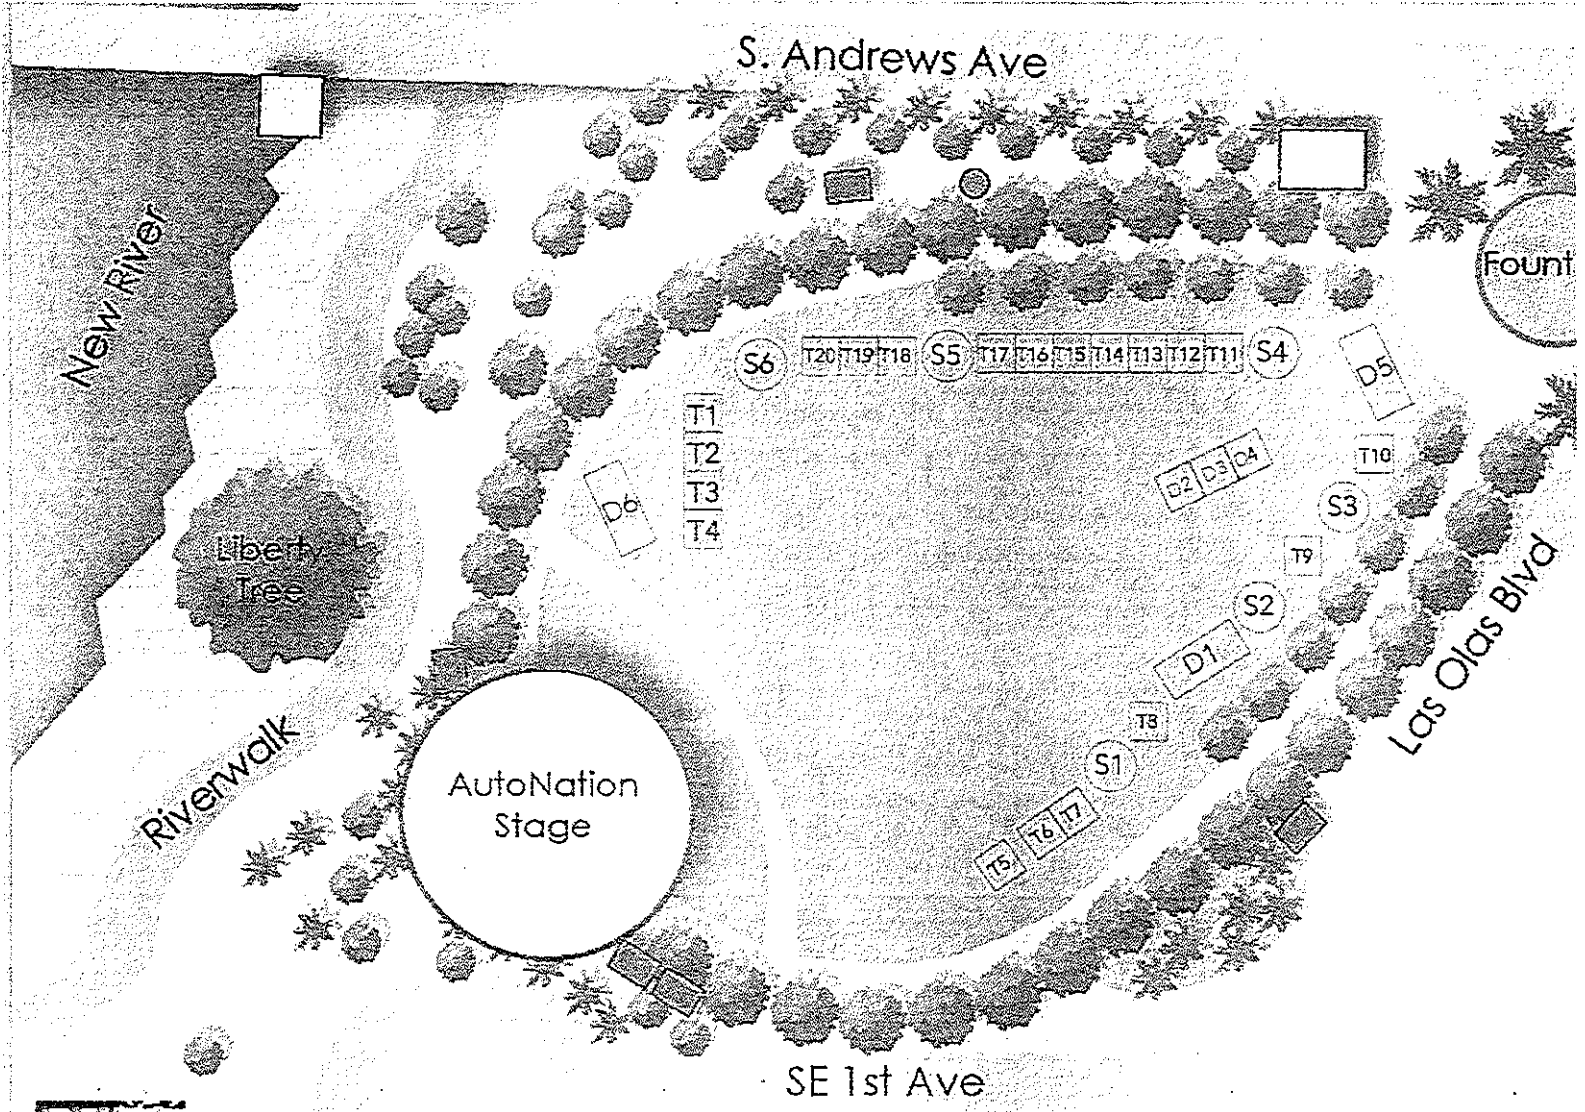 S. Andrews Ave
New River
Fount
S6
T20
T19
T18
S5
T17
T16
T15
T14
T13
T12
T11
S4
D5
T1
T2
T3
T4
D6
D2
D3
D4
T10
S3
T9
S2
D1
T8
S1
T7
T6
T5
Liberty
Tree
Las Olas Blvd
Riverwalk
AutoNation
Stage
SE 1st Ave